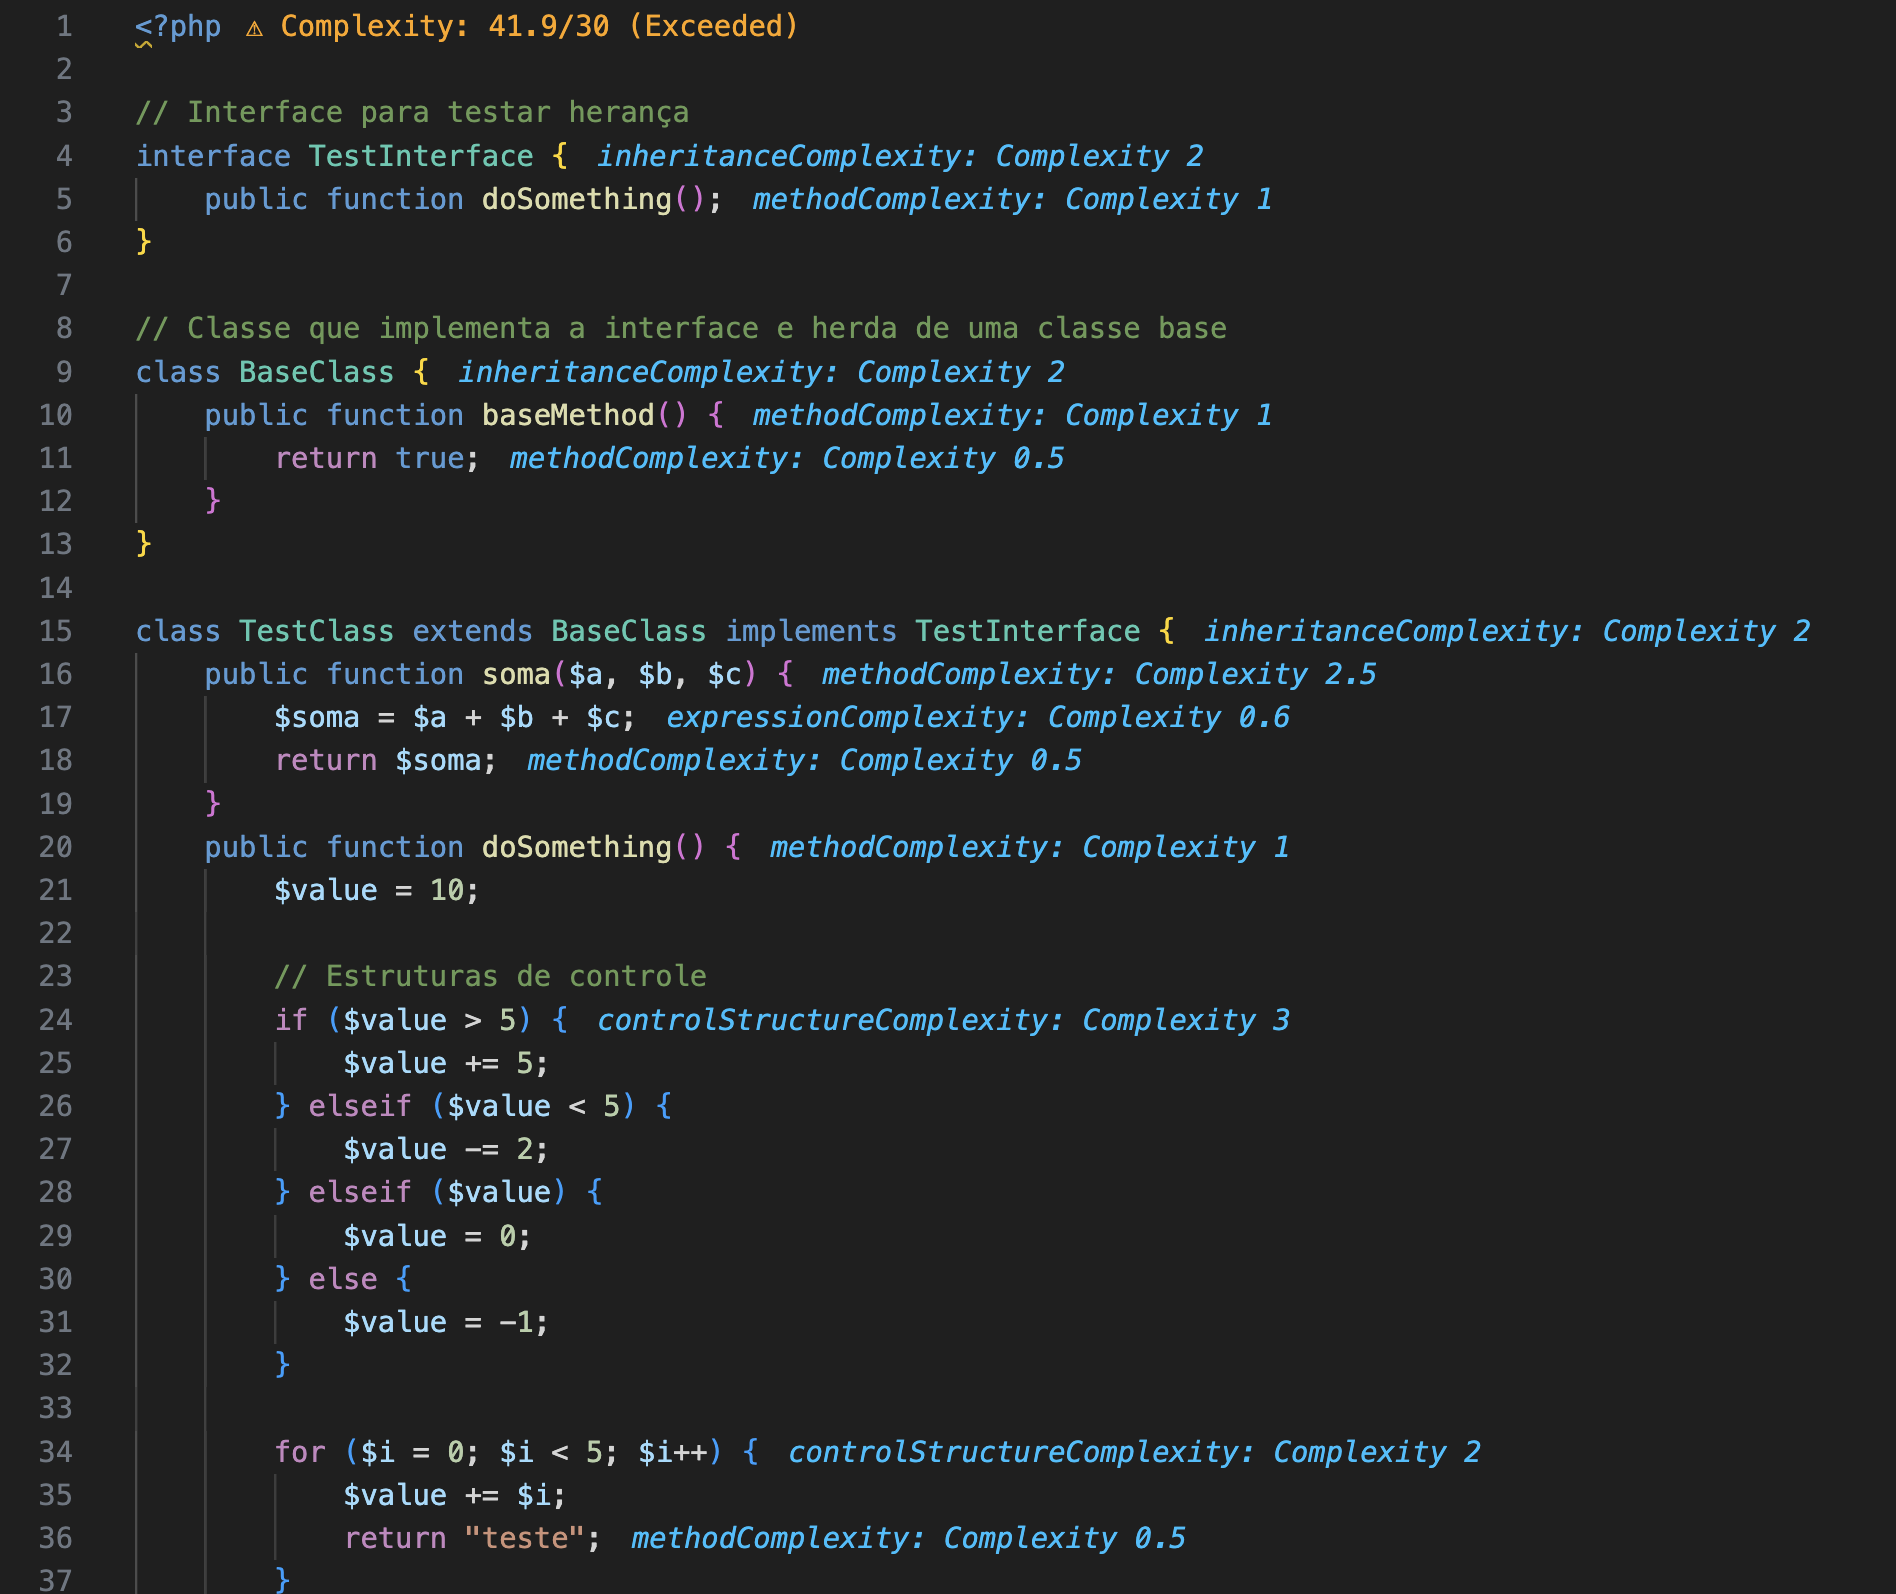 1 <?php ⚠ Complexity: 41.9/30 (Exceeded)
2
3 // Interface para testar herança
4 interface TestInterface { inheritanceComplexity: Complexity 2
5     public function doSomething(); methodComplexity: Complexity 1
6 }
7
8 // Classe que implementa a interface e herda de uma classe base
9 class BaseClass { inheritanceComplexity: Complexity 2
10     public function baseMethod() { methodComplexity: Complexity 1
11         return true; methodComplexity: Complexity 0.5
12     }
13 }
14
15 class TestClass extends BaseClass implements TestInterface { inheritanceComplexity: Complexity 2
16     public function soma($a, $b, $c) { methodComplexity: Complexity 2.5
17         $soma = $a + $b + $c; expressionComplexity: Complexity 0.6
18         return $soma; methodComplexity: Complexity 0.5
19     }
20     public function doSomething() { methodComplexity: Complexity 1
21         $value = 10;
22
23         // Estruturas de controle
24         if ($value > 5) { controlStructureComplexity: Complexity 3
25             $value += 5;
26         } elseif ($value < 5) {
27             $value -= 2;
28         } elseif ($value) {
29             $value = 0;
30         } else {
31             $value = -1;
32         }
33
34         for ($i = 0; $i < 5; $i++) { controlStructureComplexity: Complexity 2
35             $value += $i;
36             return "teste"; methodComplexity: Complexity 0.5
37         }